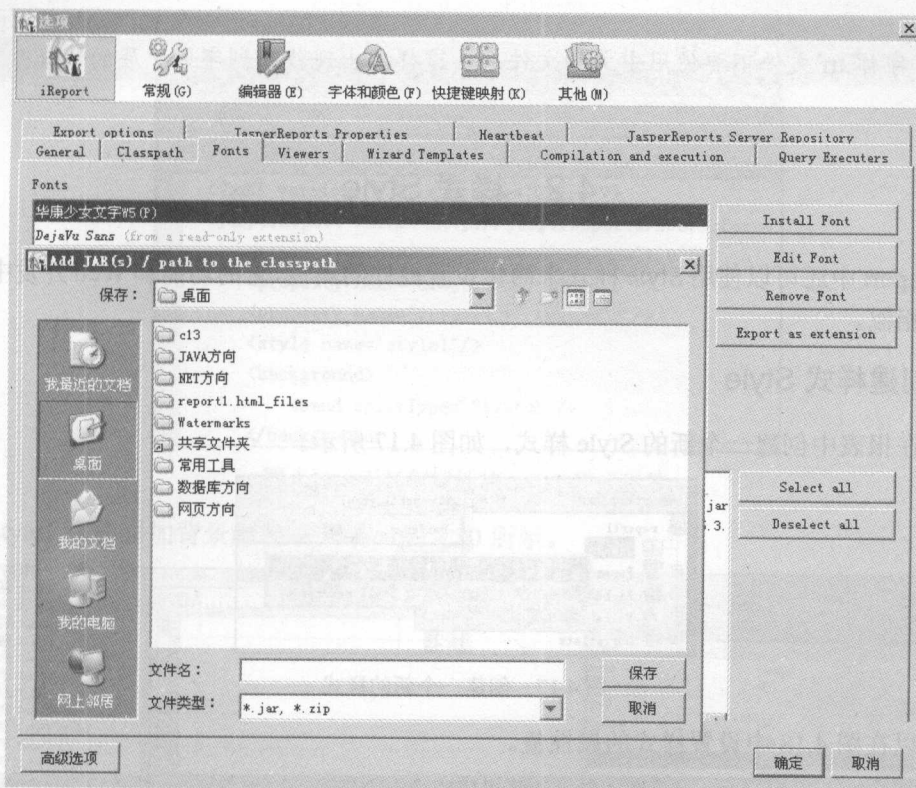 选项
iReport
常规(G)
编辑器(E)
字体和颜色(F)
快捷键映射(K)
其他(M)
Export options
JasperReports Properties
Heartbeat
JasperReports Server Repository
General
Classpath
Fonts
Viewers
Wizard Templates
Compilation and execution
Query Executers
Fonts
华康少女文字W5(P)
DejaVu Sans (from a read-only extension)
Install Font
Edit Font
Remove Font
Export as extension
Add JAR(s) / path to the classpath
保存：
桌面
我最近的文档
桌面
我的文档
我的电脑
网上邻居
c13
JAVA方向
NET方向
report1.html_files
Watermarks
共享文件夹
常用工具
数据库方向
网页方向
jar
5.3.
Select all
Deselect all
文件名：
保存
文件类型：
*.jar, *.zip
取消
高级选项
确定
取消